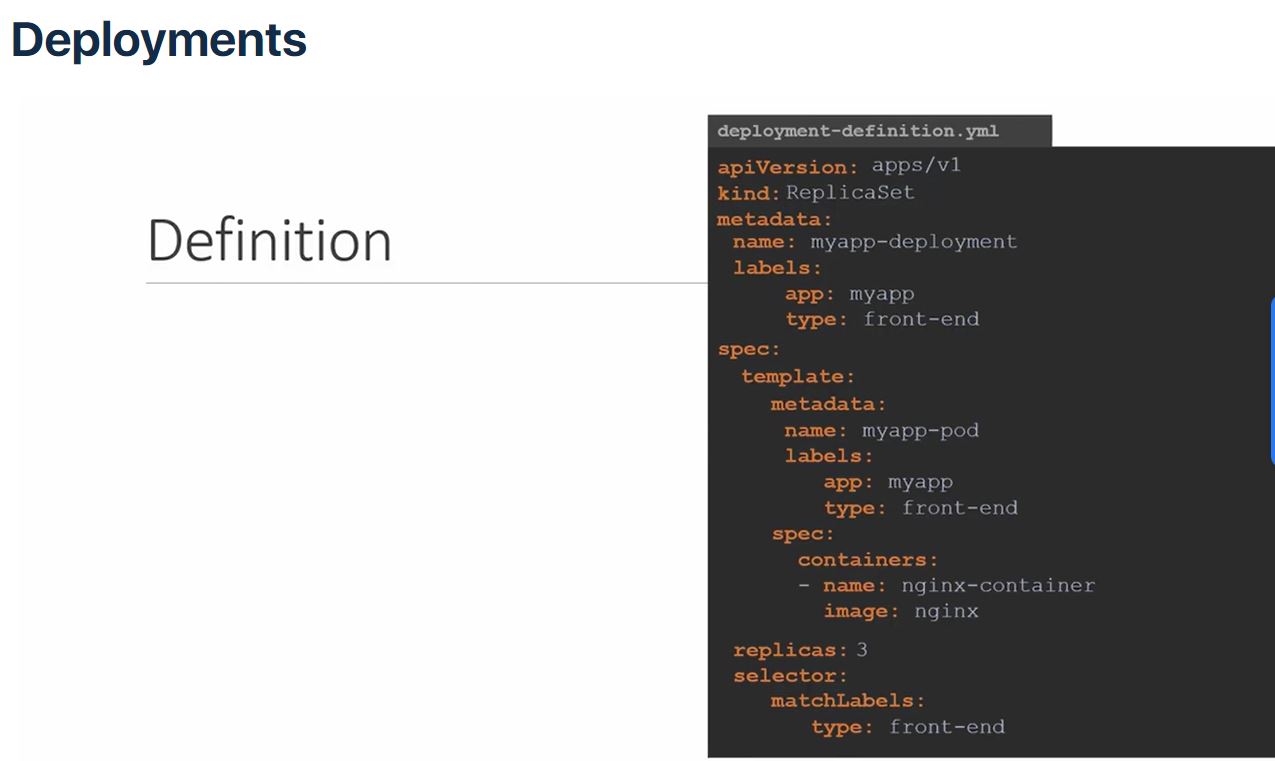 Deployments
Definition
deployment-definition.yml
apiVersion: apps/v1
kind: ReplicaSet
metadata:
name: myapp-deployment
labels:
app: myapp
type: front-end
spec:
template:
metadata:
name: myapp-pod
labels:
app: myapp
type: front-end
spec:
containers:
- name: nginx-container
image: nginx
replicas: 3
selector:
matchLabels:
type: front-end